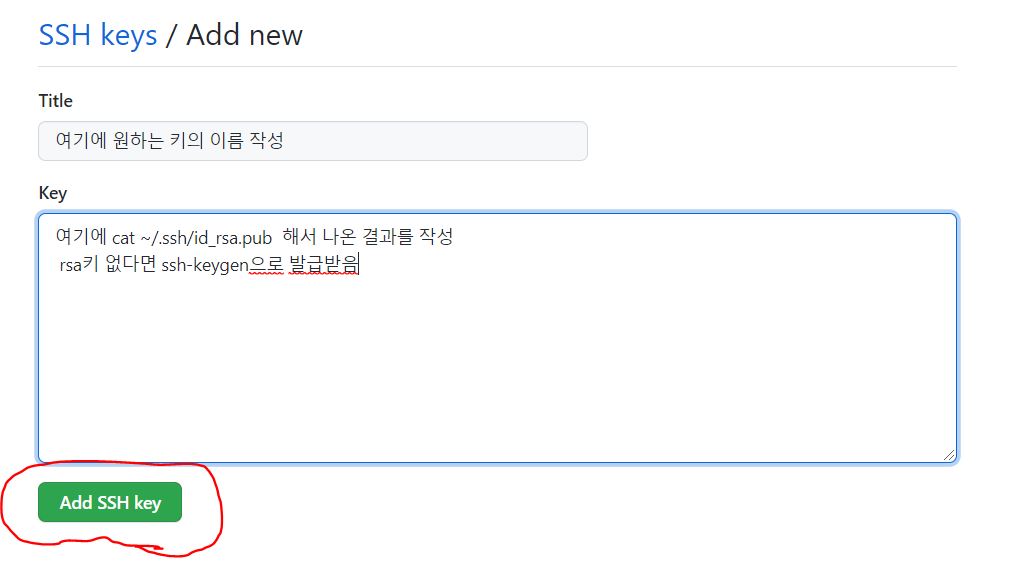 SSH keys / Add new
Title
여기에 원하는 키의 이름 작성
Key
여기에 cat ~/.ssh/id_rsa.pub 해서 나온 결과를 작성
rsa키 없다면 ssh-keygen으로 발급받음
Add SSH key